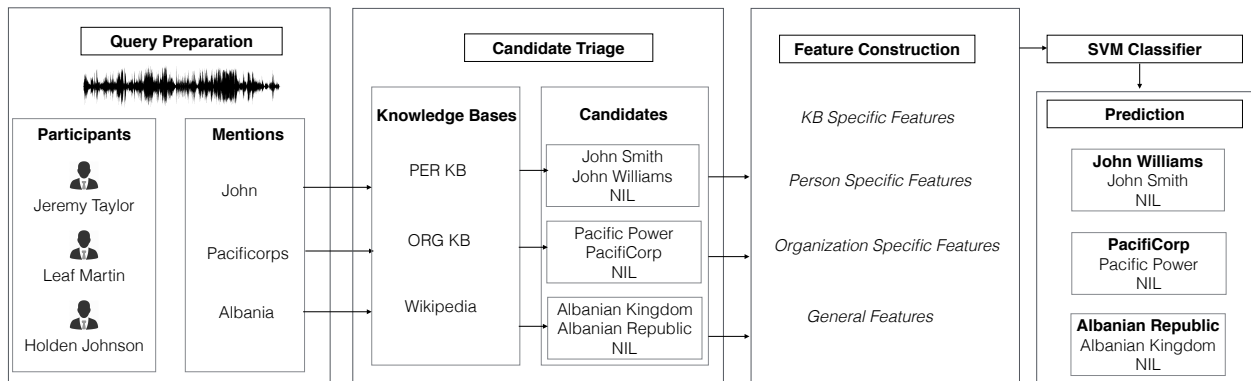 Query Preparation
Participants
Jeremy Taylor
Leaf Martin
Holden Johnson
Mentions
John
Pacificorps
Albania
Candidate Triage
Knowledge Bases
PER KB
ORG KB
Wikipedia
Candidates
John Smith
John Williams
NIL
Pacific Power
PacifiCorp
NIL
Albanian Kingdom
Albanian Republic
NIL
Feature Construction
KB Specific Features
Person Specific Features
Organization Specific Features
General Features
SVM Classifier
Prediction
John Williams
John Smith
NIL
PacifiCorp
Pacific Power
NIL
Albanian Republic
Albanian Kingdom
NIL